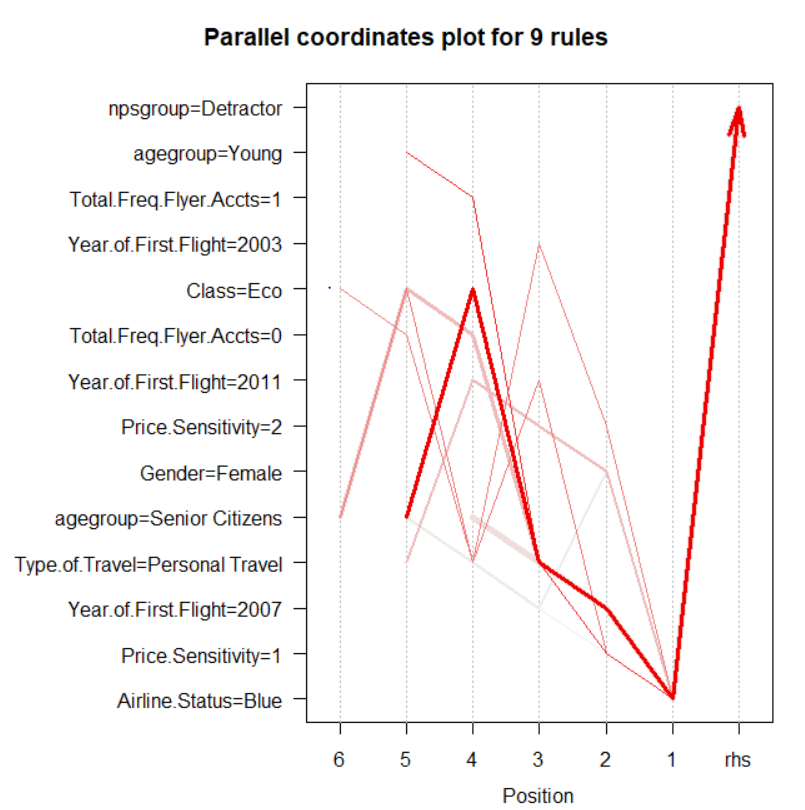 Parallel coordinates plot for 9 rules
npsgroup=Detractor
agegroup=Young
Total.Freq.Flyer.Accts=1
Year.of.First.Flight=2003
Class=Eco
Total.Freq.Flyer.Accts=0
Year.of.First.Flight=2011
Price.Sensitivity=2
Gender=Female
agegroup=Senior Citizens
Type.of.Travel=Personal Travel
Year.of.First.Flight=2007
Price.Sensitivity=1
Airline.Status=Blue
6 5 4 3 2 1 rhs
Position